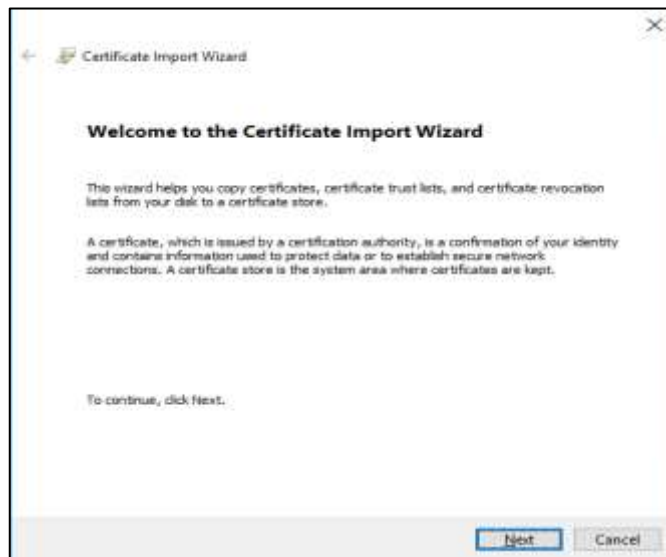 Certificate Import Wizard
Welcome to the Certificate Import Wizard
This wizard helps you copy certificates, certificate trust lists, and certificate revocation
lists from your disk to a certificate store.
A certificate, which is issued by a certification authority, is a confirmation of your identity
and contains information used to protect data or to establish secure network
connections. A certificate store is the system area where certificates are kept.
To continue, click Next.
Next Cancel